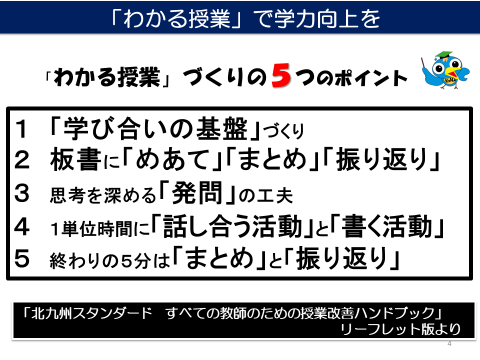 「わかる授業」で学力向上を
「わかる授業」づくりの5つのポイント
1 「学び合いの基盤」づくり
2 板書に「めあて」「まとめ」「振り返り」
3 思考を深める「発問」の工夫
4 1単位時間に「話し合う活動」と「書く活動」
5 終わりの5分は「まとめ」と「振り返り」
「北九州スタンダード すべての教師のための授業改善ハンドブック」
リーフレット版より
4